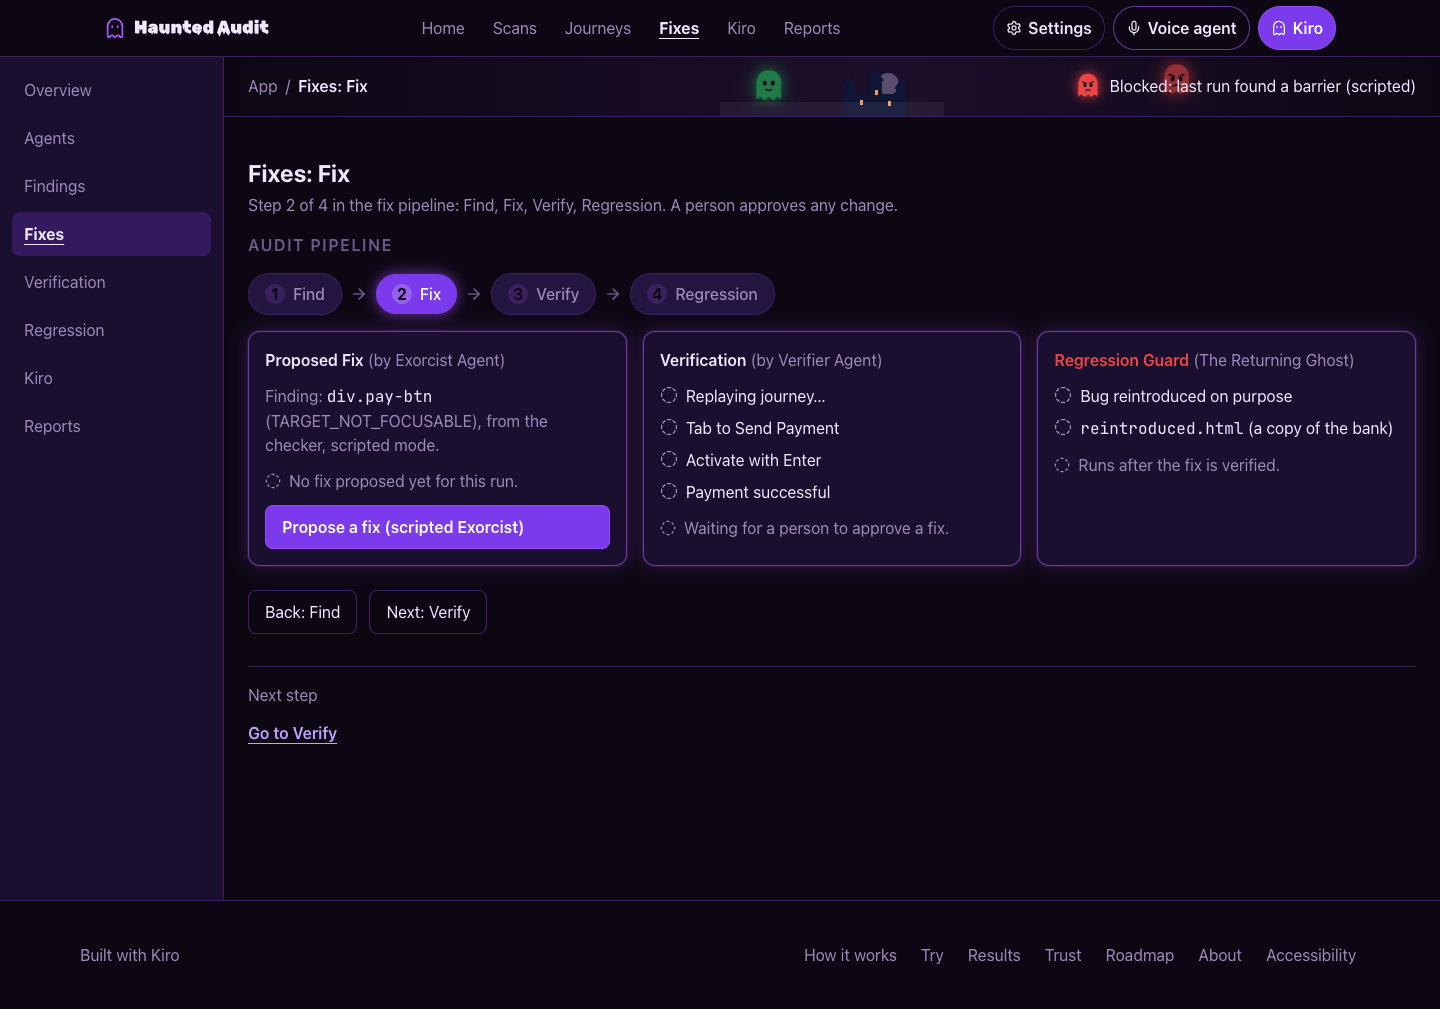 Haunted Audit
Home Scans Journeys Fixes Kiro Reports
Settings Voice agent Kiro
Overview
Agents
Findings
Fixes
Verification
Regression
Kiro
Reports
App / Fixes: Fix
Blocked: last run found a barrier (scripted)
Fixes: Fix
Step 2 of 4 in the fix pipeline: Find, Fix, Verify, Regression. A person approves any change.
AUDIT PIPELINE
1 Find → 2 Fix → 3 Verify → 4 Regression
Proposed Fix (by Exorcist Agent)
Finding: div.pay-btn
(TARGET_NOT_FOCUSABLE), from the
checker, scripted mode.
No fix proposed yet for this run.
Propose a fix (scripted Exorcist)
Verification (by Verifier Agent)
Replaying journey...
Tab to Send Payment
Activate with Enter
Payment successful
Waiting for a person to approve a fix.
Regression Guard (The Returning Ghost)
Bug reintroduced on purpose
reintroduced.html (a copy of the bank)
Runs after the fix is verified.
Back: Find Next: Verify
Next step
Go to Verify
Built with Kiro
How it works Try Results Trust Roadmap About Accessibility